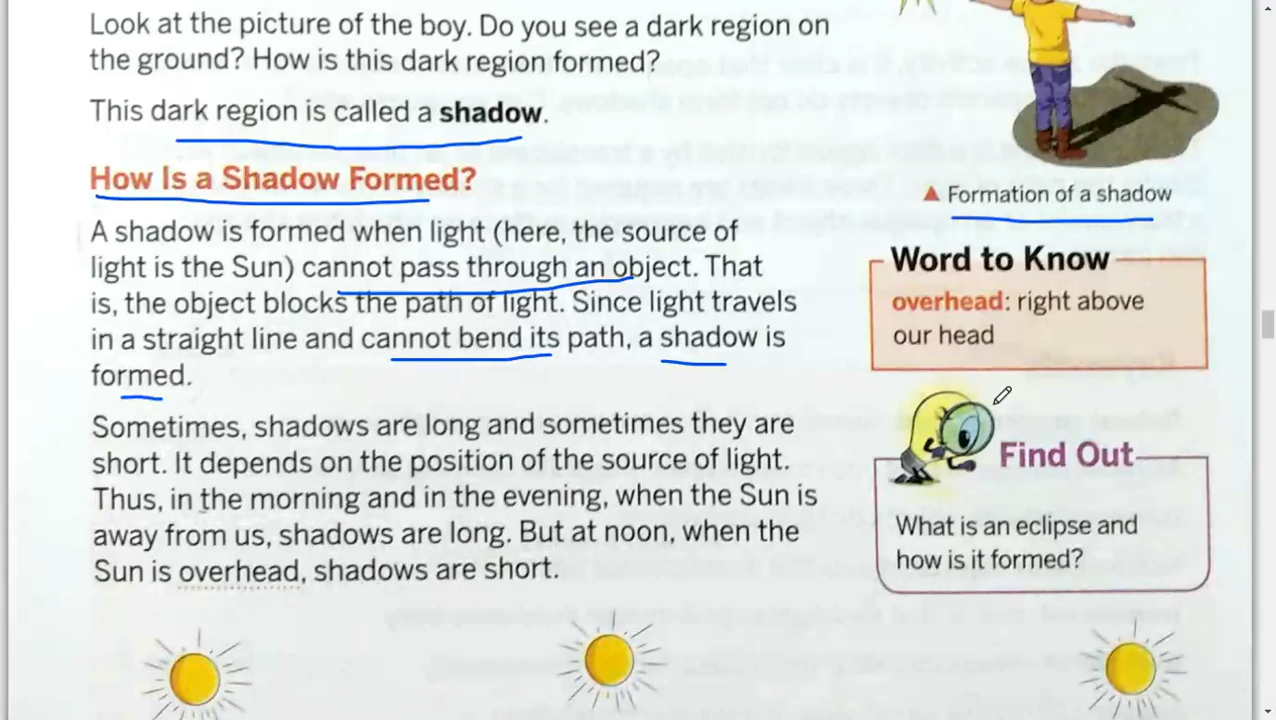 Look at the picture of the boy. Do you see a dark region on
the ground? How is this dark region formed?
This dark region is called a shadow.
How Is a Shadow Formed?
A shadow is formed when light (here, the source of
light is the Sun) cannot pass through an object. That
is, the object blocks the path of light. Since light travels
in a straight line and cannot bend its path, a shadow is
formed.
Sometimes, shadows are long and sometimes they are
short. It depends on the position of the source of light.
Thus, in the morning and in the evening, when the Sun is
away from us, shadows are long. But at noon, when the
Sun is overhead, shadows are short.
▲ Formation of a shadow
Word to Know
overhead: right above
our head
Find Out
What is an eclipse and
how is it formed?